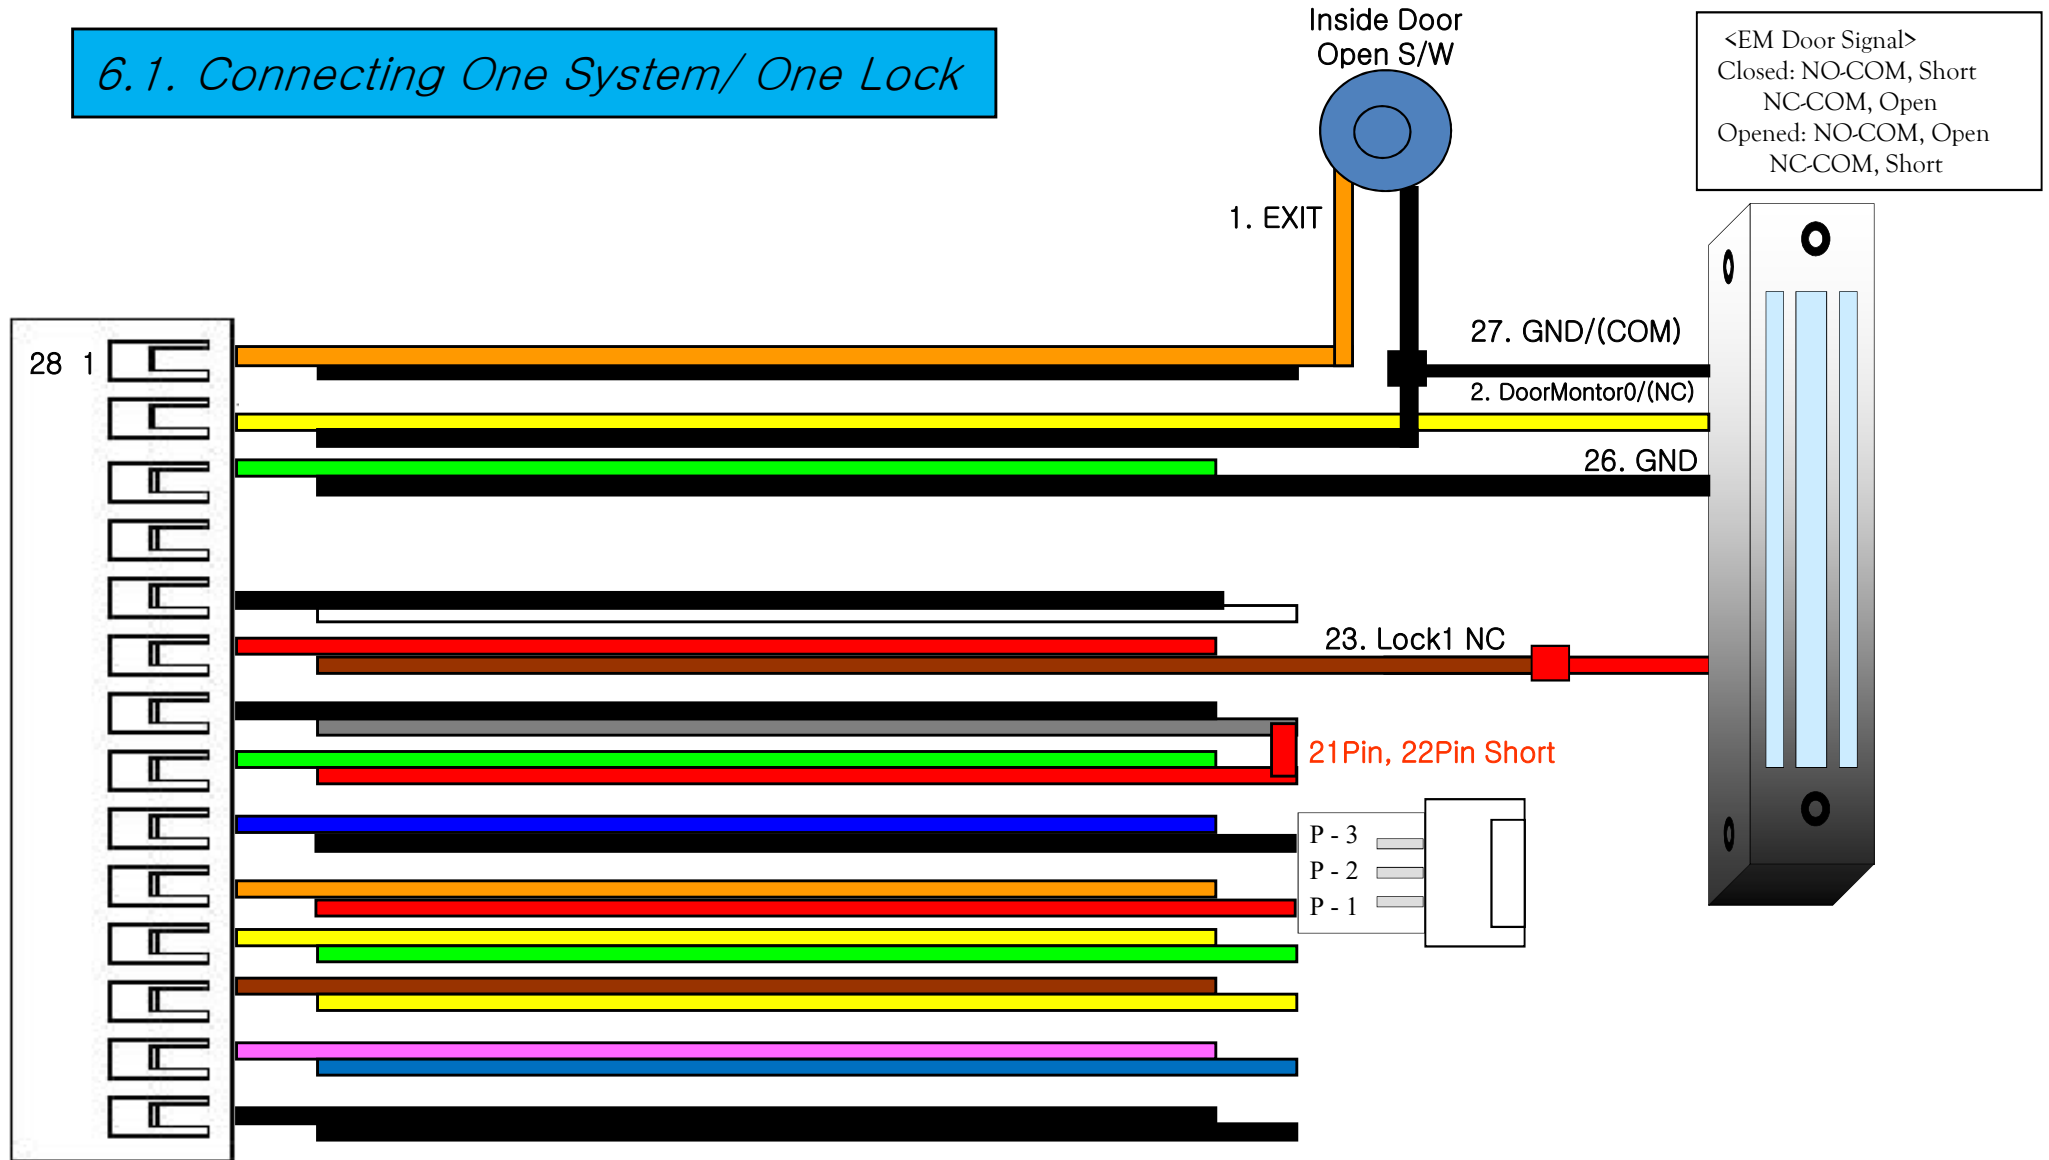 6.1. Connecting One System/ One Lock
Inside Door
Open S/W
<EM Door Signal>
Closed: NO-COM, Short
NC-COM, Open
Opened: NO-COM, Open
NC-COM, Short
1. EXIT
27. GND/(COM)
28 1
2. DoorMontor0/(NC)
26. GND
23. Lock1 NC
21Pin, 22Pin Short
P - 3
P - 2
P - 1